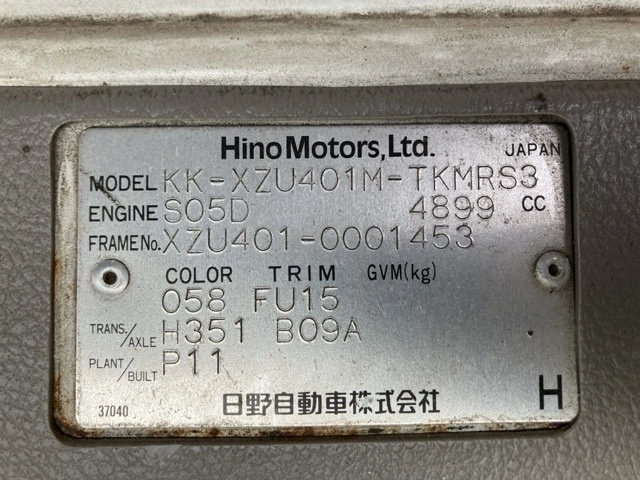 Hino Motors, Ltd. JAPAN
MODEL KK-XZU401M-TKMRS3
ENGINE S05D 4899 CC
FRAME No. XZU401-0001453
COLOR TRIM GVM(kg)
058 FU15
TRANS./AXLE H351 B09A
PLANT/BUILT P11
37040 日野自動車株式会社 H